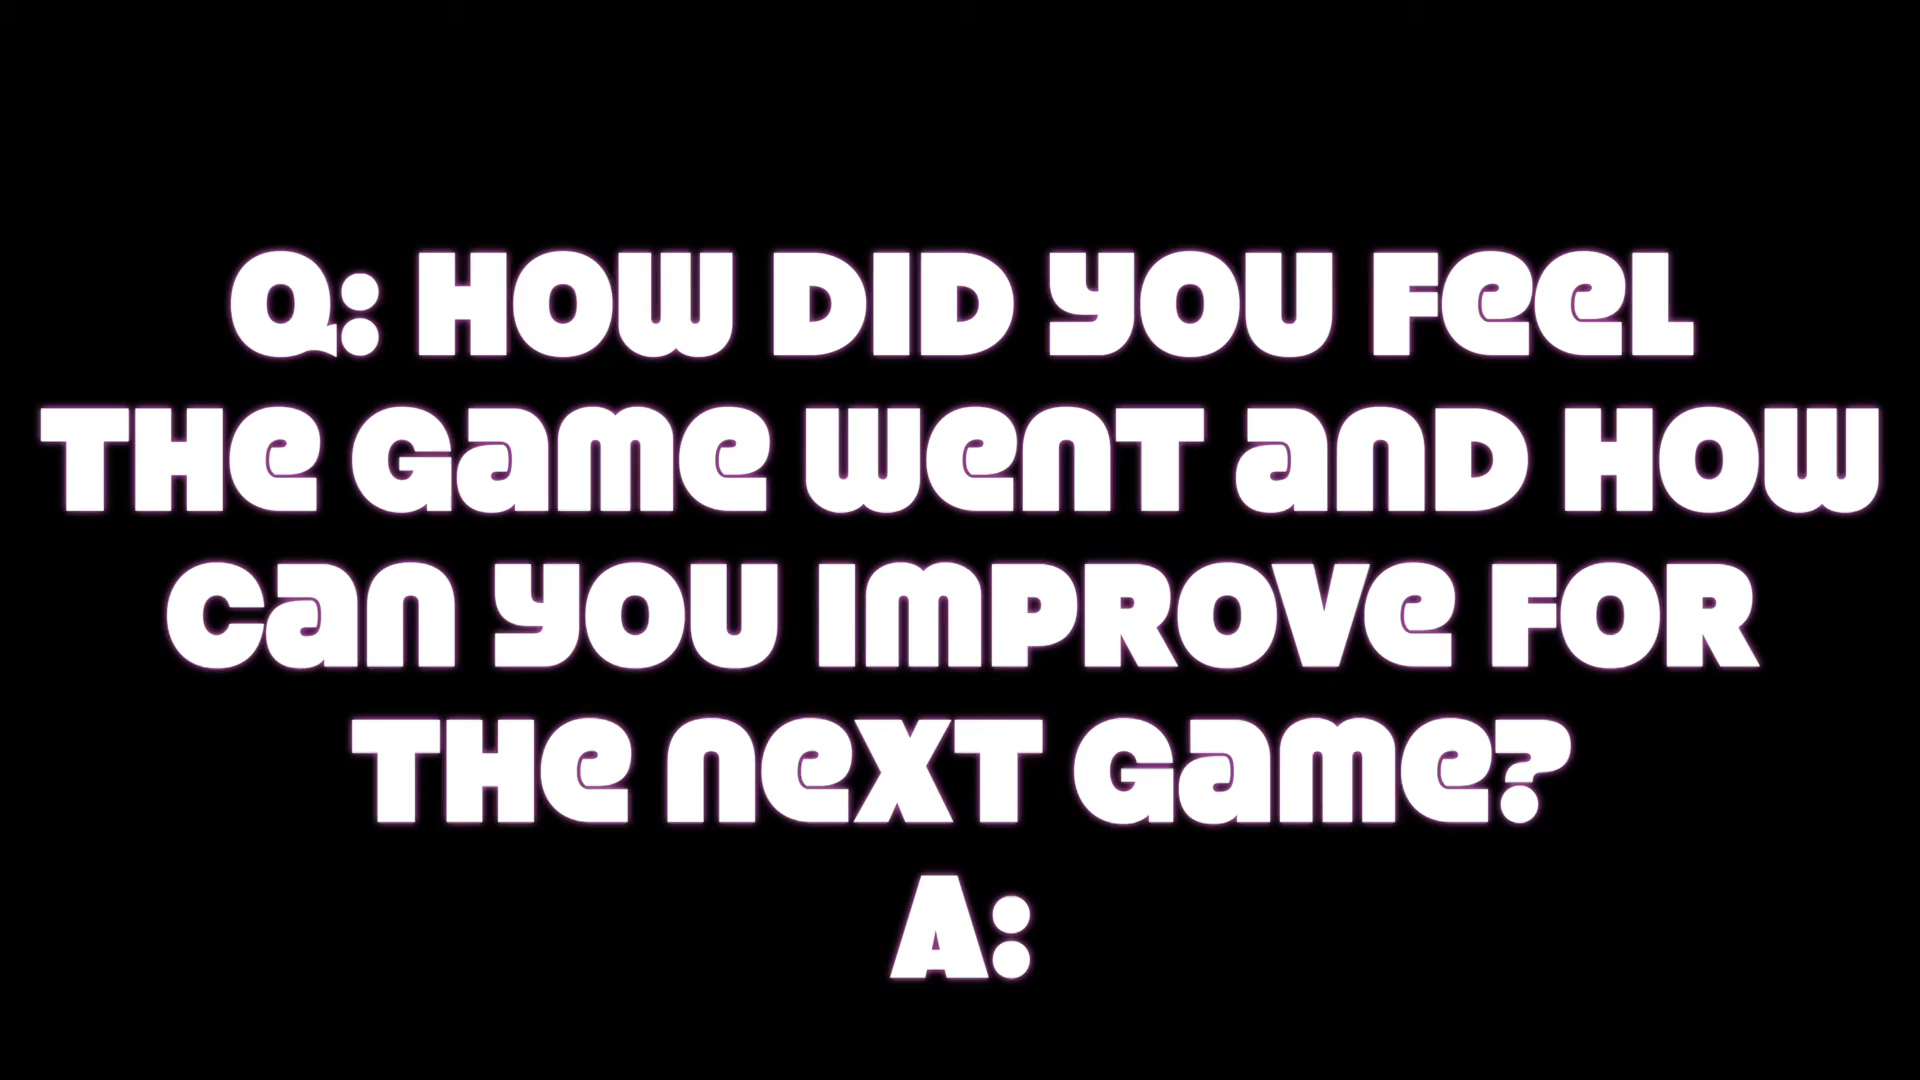 Q: HOW DID YOU FEEL
THE GAME WENT AND HOW
CAN YOU IMPROVE FOR
THE NEXT GAME?
A: